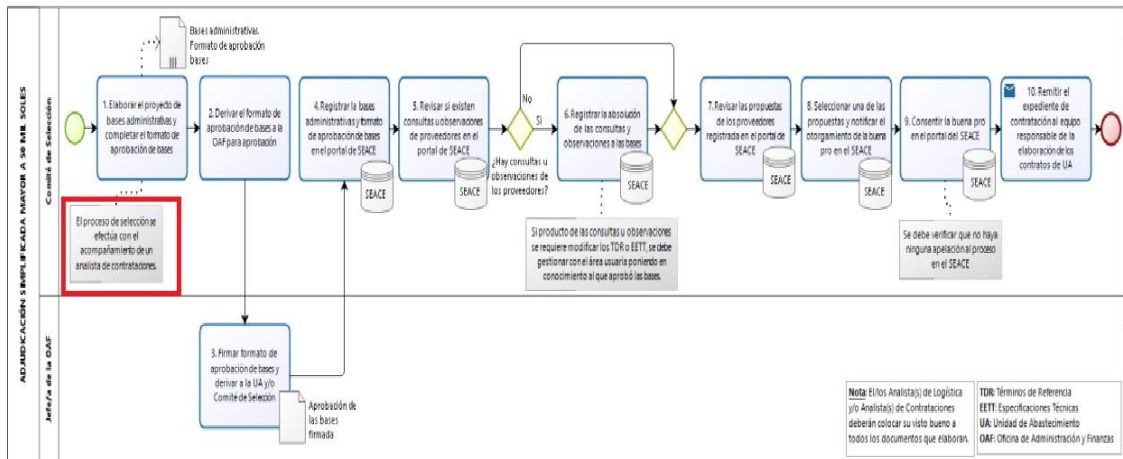 ADJUDICACIÓN SIMPLIFICADA MAYOR A 50 MIL SOLES
Comité de Selección
Bases administrativas.
Formato de aprobación
bases
1. Elaborar el proyecto de
bases administrativas y
completar el formato de
aprobación de bases
2. Derivar el formato de
aprobación de bases a la
OAF para aprobación
4. Registrar la bases
administrativas y formato
de aprobación de bases
en el portal de SEACE
SEACE
5. Revisar si existen
consultas u observaciones
de proveedores en el
portal de SEACE
SEACE
No
Si
¿Hay consultas u
observaciones de
los proveedores?
6. Registrar la absolución
de las consultas y
observaciones a las bases
SEACE
7. Revisar las propuestas
de los proveedores
registrada en el portal de
SEACE
SEACE
8. Seleccionar una de las
propuestas y notificar el
otorgamiento de la buena
pro en el SEACE
SEACE
9. Consentir la buena
pro en el portal del SEACE
SEACE
10. Remitir el
expediente de
contratación al equipo
responsable de la
elaboración de los
contratos de UA
El proceso de selección se
efectúa con el
acompañamiento de un
analista de contrataciones.
Si producto de las consultas u observaciones
se requiere modificar los TDR o EETT, se debe
gestionar con el área usuaria poniendo en
conocimiento al que aprobó las bases.
Se debe verificar que no haya
ninguna apelación al proceso
en el SEACE
Jefe/a de la OAF
3. Firmar formato de
aprobación de bases y
derivar a la UA y/o
Comité de Selección
Aprobación de
las bases
firmada
Nota: El/los Analista(s) de Logística
y/o Analista(s) de Contrataciones
deberán colocar su visto bueno a
todos los documentos que elaboran.
TDR: Términos de Referencia
EETT: Especificaciones Técnicas
UA: Unidad de Abastecimiento
OAF: Oficina de Administración y Finanzas